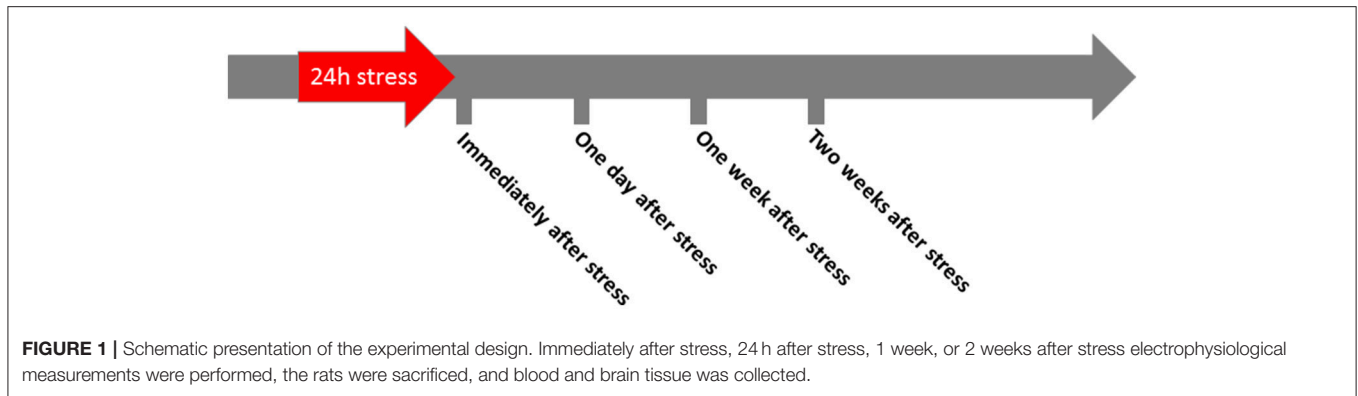 24h stress
Immediately after stress
One day after stress
One week after stress
Two weeks after stress
FIGURE 1 | Schematic presentation of the experimental design. Immediately after stress, 24 h after stress, 1 week, or 2 weeks after stress electrophysiological
measurements were performed, the rats were sacrificed, and blood and brain tissue was collected.